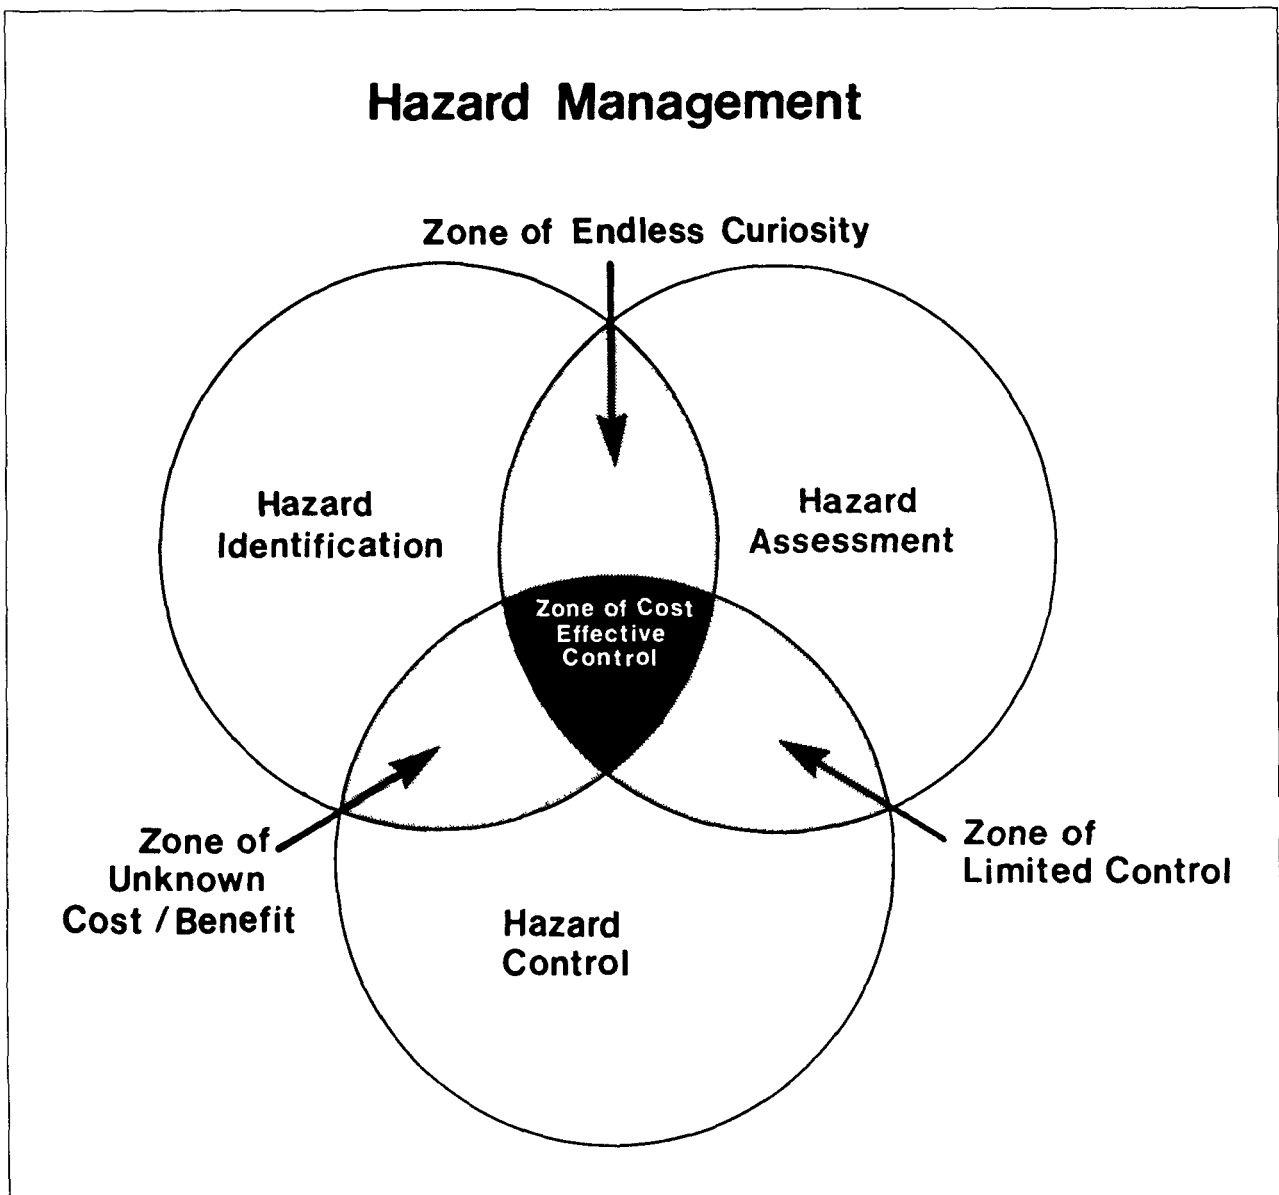 Hazard Management
Zone of Endless Curiosity
Hazard
Identification
Hazard
Assessment
Zone of Cost
Effective
Control
Zone of
Unknown
Cost / Benefit
Zone of
Limited Control
Hazard
Control